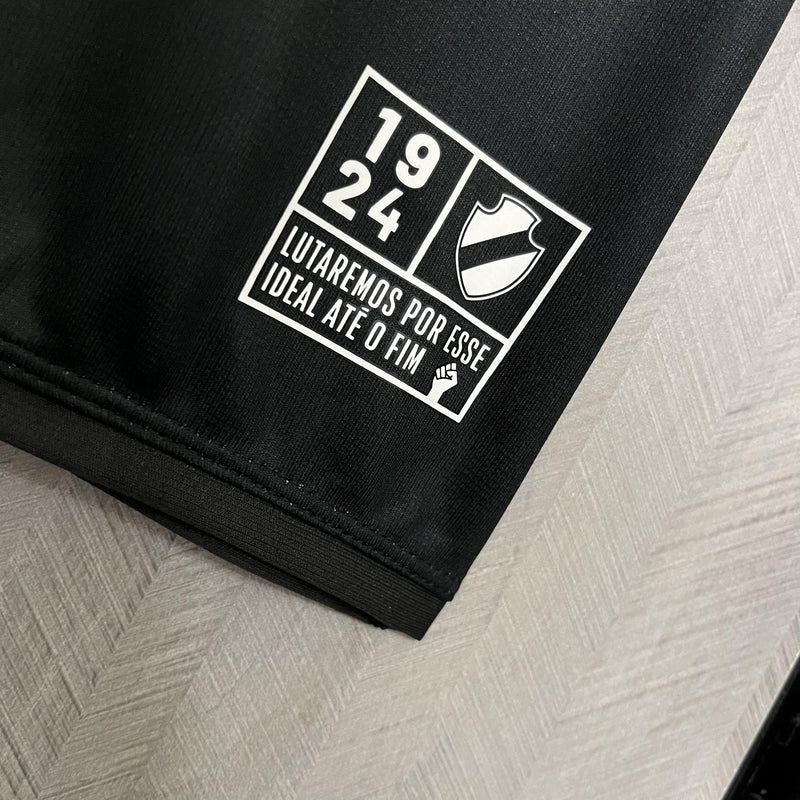 19
24
LUTAREMOS POR ESSE
IDEAL ATÉ O FIM